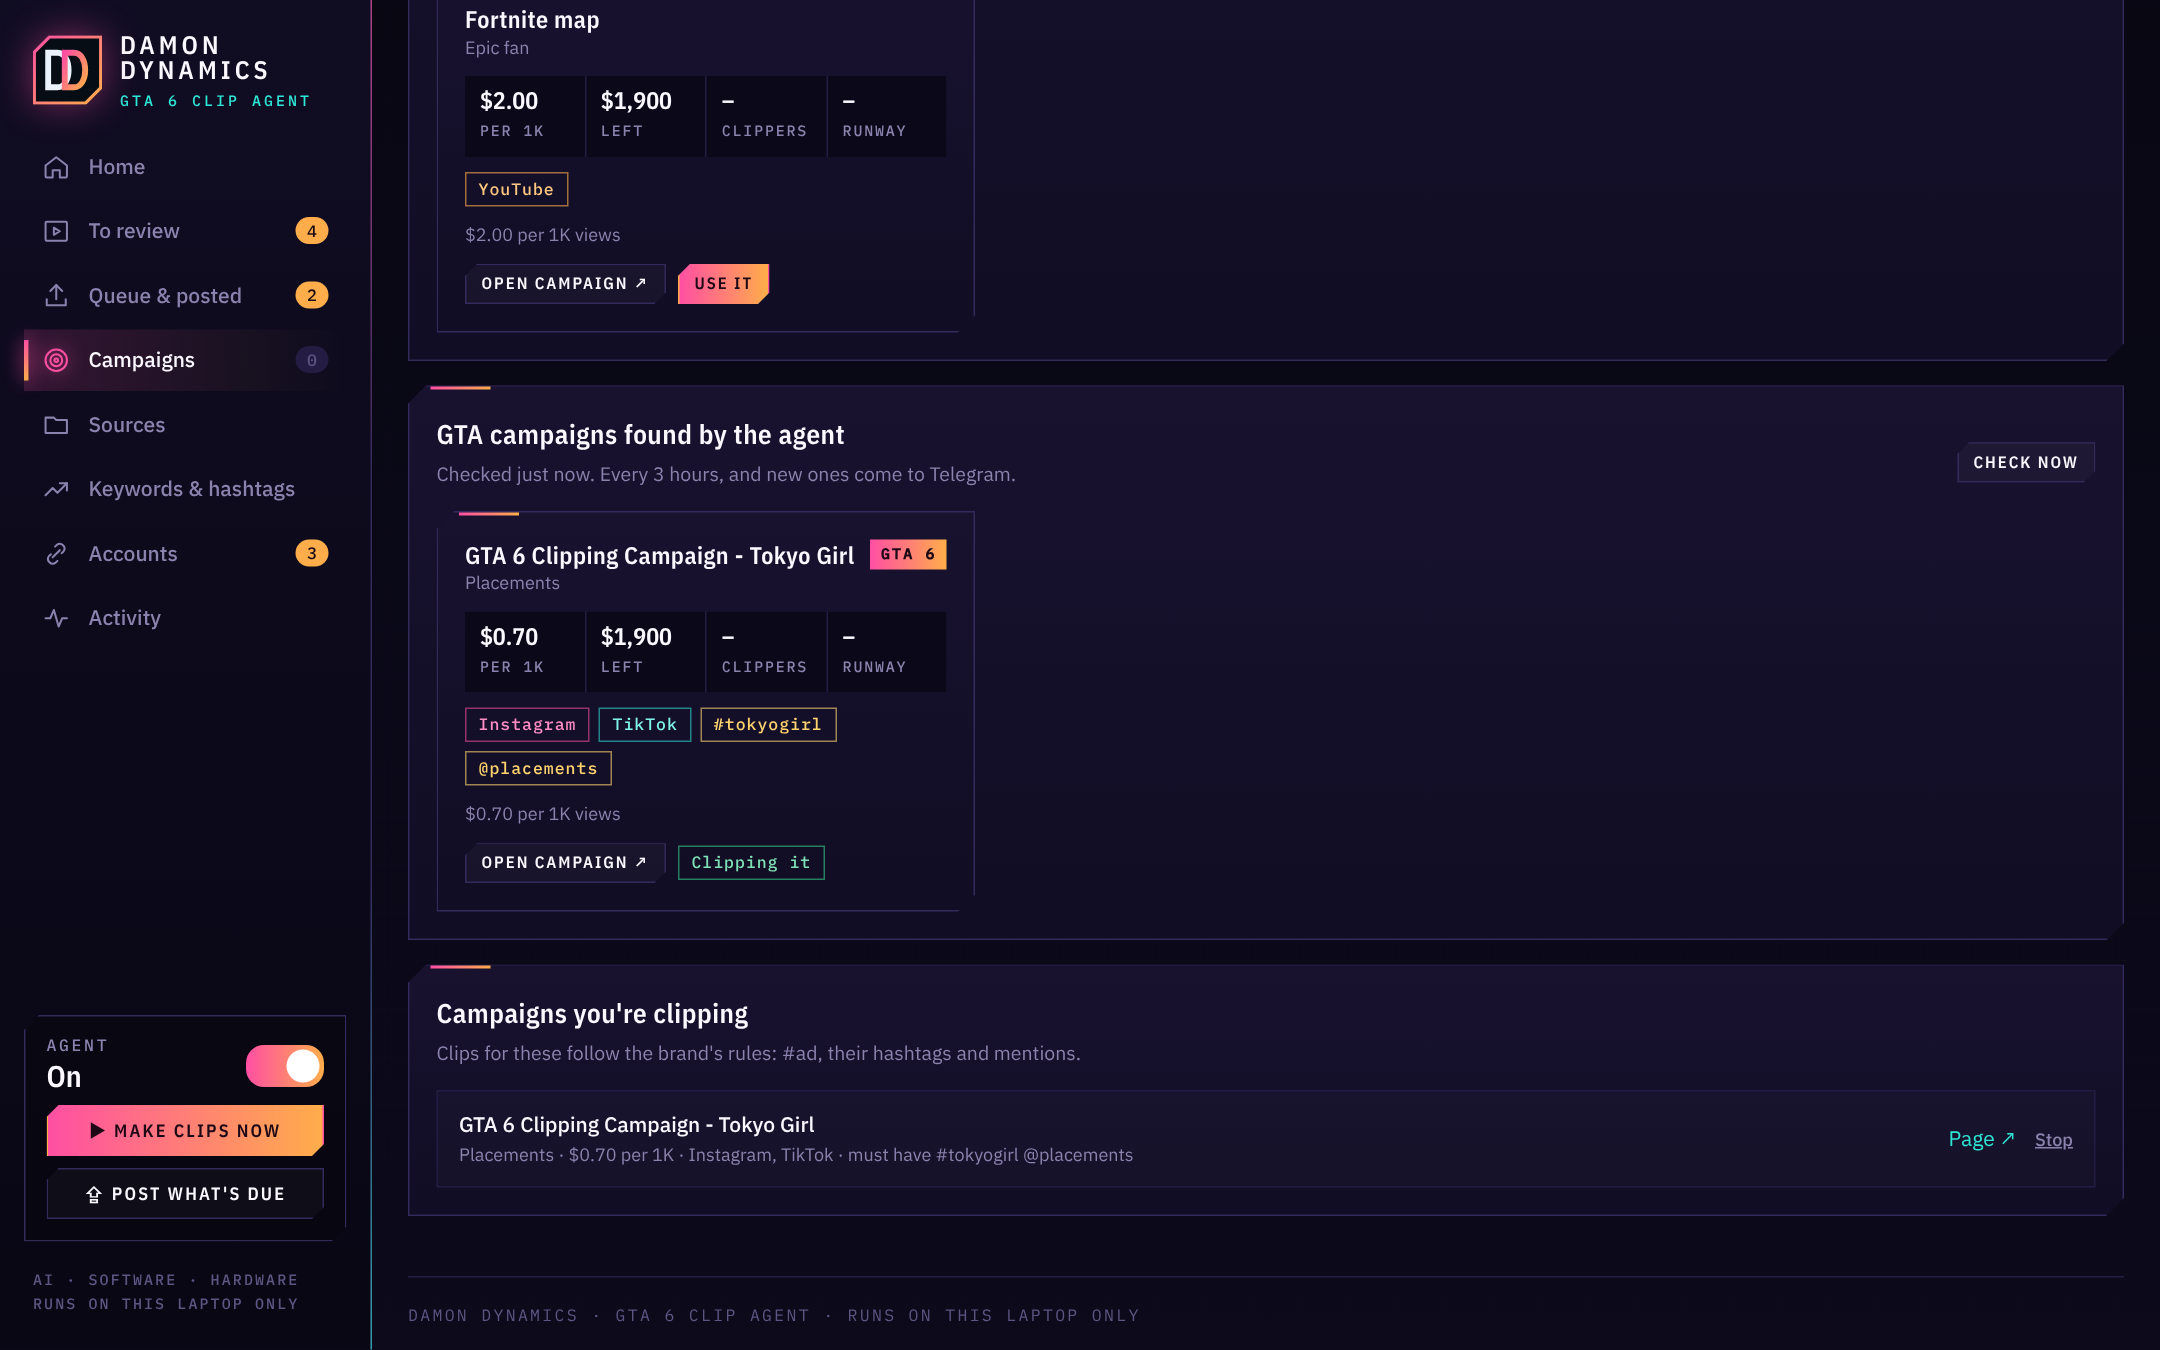 DAMON
DYNAMICS
GTA 6 CLIP AGENT
Home
To review 4
Queue & posted 2
Campaigns 0
Sources
Keywords & hashtags
Accounts 3
Activity
AGENT
On
▶ MAKE CLIPS NOW
⇪ POST WHAT'S DUE
AI · SOFTWARE · HARDWARE
RUNS ON THIS LAPTOP ONLY
Fortnite map
Epic fan
$2.00 $1,900 – –
PER 1K LEFT CLIPPERS RUNWAY
YouTube
$2.00 per 1K views
OPEN CAMPAIGN ↗ USE IT
GTA campaigns found by the agent
Checked just now. Every 3 hours, and new ones come to Telegram.
CHECK NOW
GTA 6 Clipping Campaign - Tokyo Girl GTA 6
Placements
$0.70 $1,900 – –
PER 1K LEFT CLIPPERS RUNWAY
Instagram TikTok #tokyogirl
@placements
$0.70 per 1K views
OPEN CAMPAIGN ↗ Clipping it
Campaigns you're clipping
Clips for these follow the brand's rules: #ad, their hashtags and mentions.
GTA 6 Clipping Campaign - Tokyo Girl
Placements · $0.70 per 1K · Instagram, TikTok · must have #tokyogirl @placements
Page ↗ Stop
DAMON DYNAMICS · GTA 6 CLIP AGENT · RUNS ON THIS LAPTOP ONLY